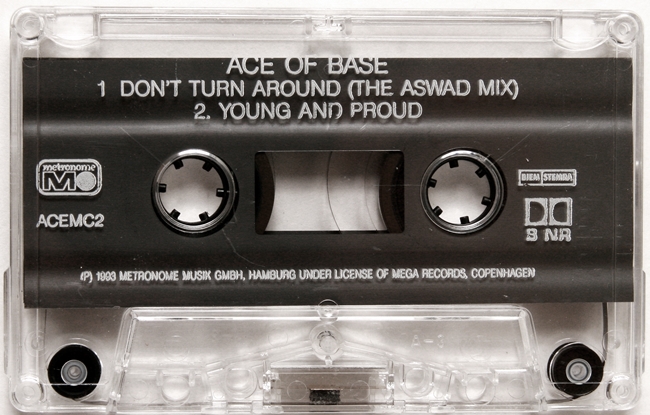 ACE OF BASE
1 DON'T TURN AROUND (THE ASWAD MIX)
2. YOUNG AND PROUD
metronome
M
BIEM STEMRA
ACEMC2
B NR
(P) 1993 METRONOME MUSIK GMBH, HAMBURG UNDER LICENSE OF MEGA RECORDS, COPENHAGEN